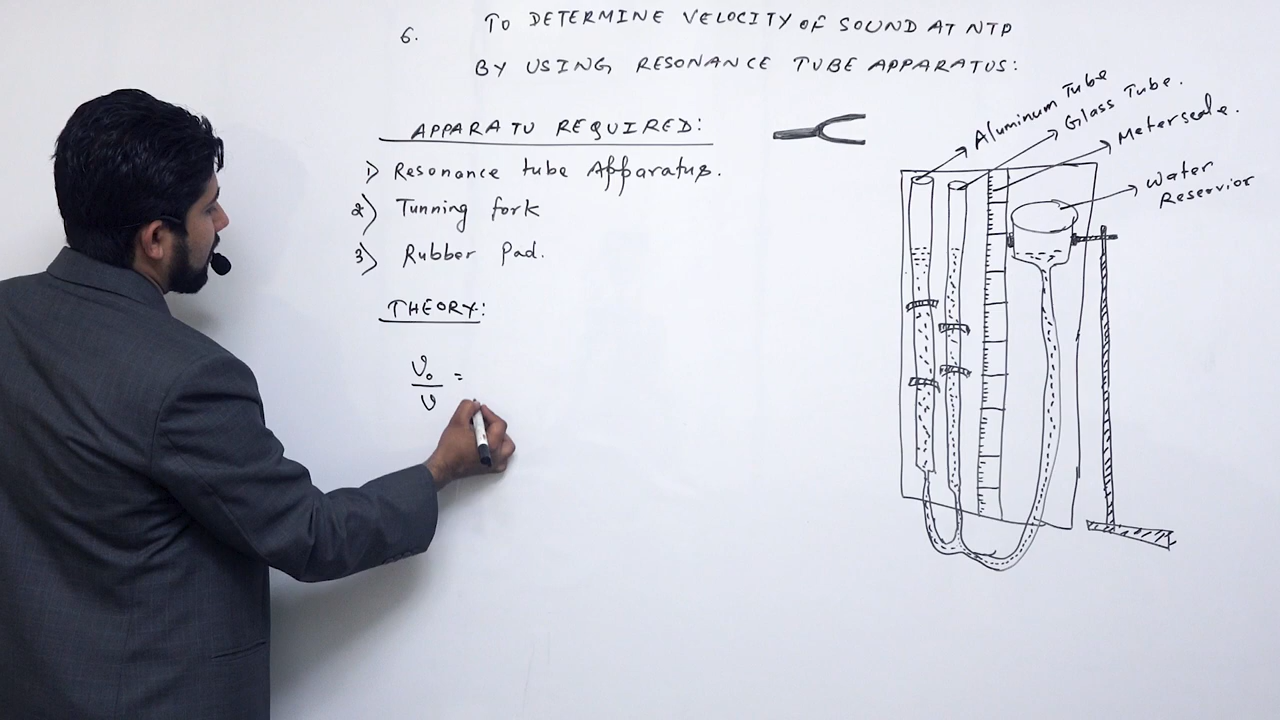 6. TO DETERMINE VELOCITY OF SOUND AT NTP
BY USING RESONANCE TUBE APPARATUS:
APPARATU REQUIRED:
1) Resonance tube Apparatus.
2) Tunning fork
3) Rubber Pad.
THEORY:
V₀
=
V
Aluminum Tube
Glass Tube.
Meterscale.
Water
Reservior